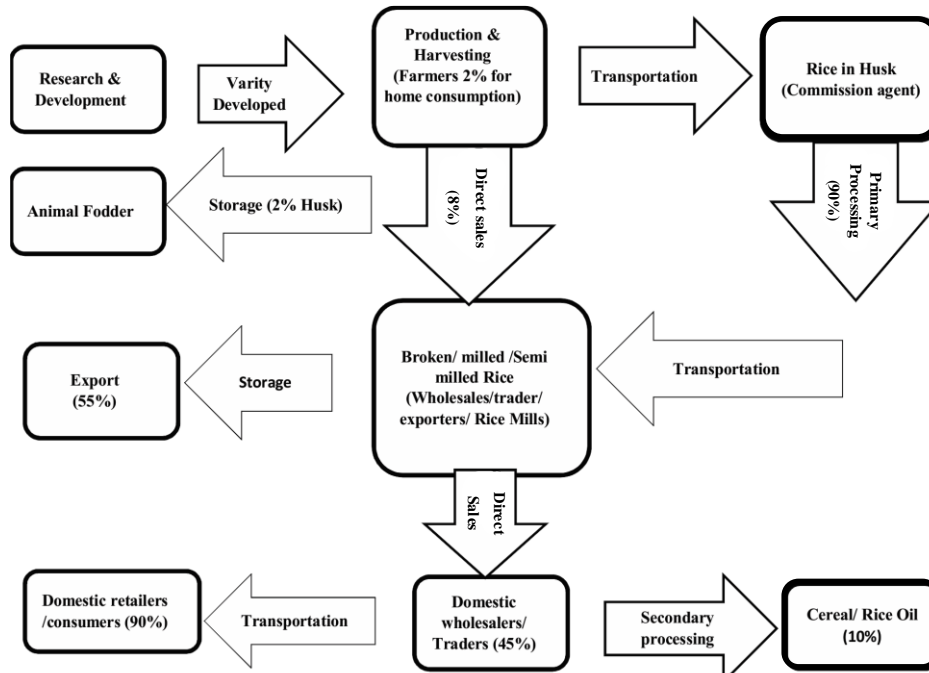 Research &
Development
Varity
Developed
Production &
Harvesting
(Farmers 2% for
home consumption)
Transportation
Rice in Husk
(Commission agent)
Animal Fodder
Storage (2% Husk)
Direct sales
(8%)
Primary
Processing
(90%)
Export
(55%)
Storage
Broken/ milled /Semi
milled Rice
(Wholesales/trader/
exporters/ Rice Mills)
Transportation
Direct
Sales
Domestic retailers
/consumers (90%)
Transportation
Domestic
wholesalers/
Traders (45%)
Secondary
processing
Cereal/ Rice Oil
(10%)